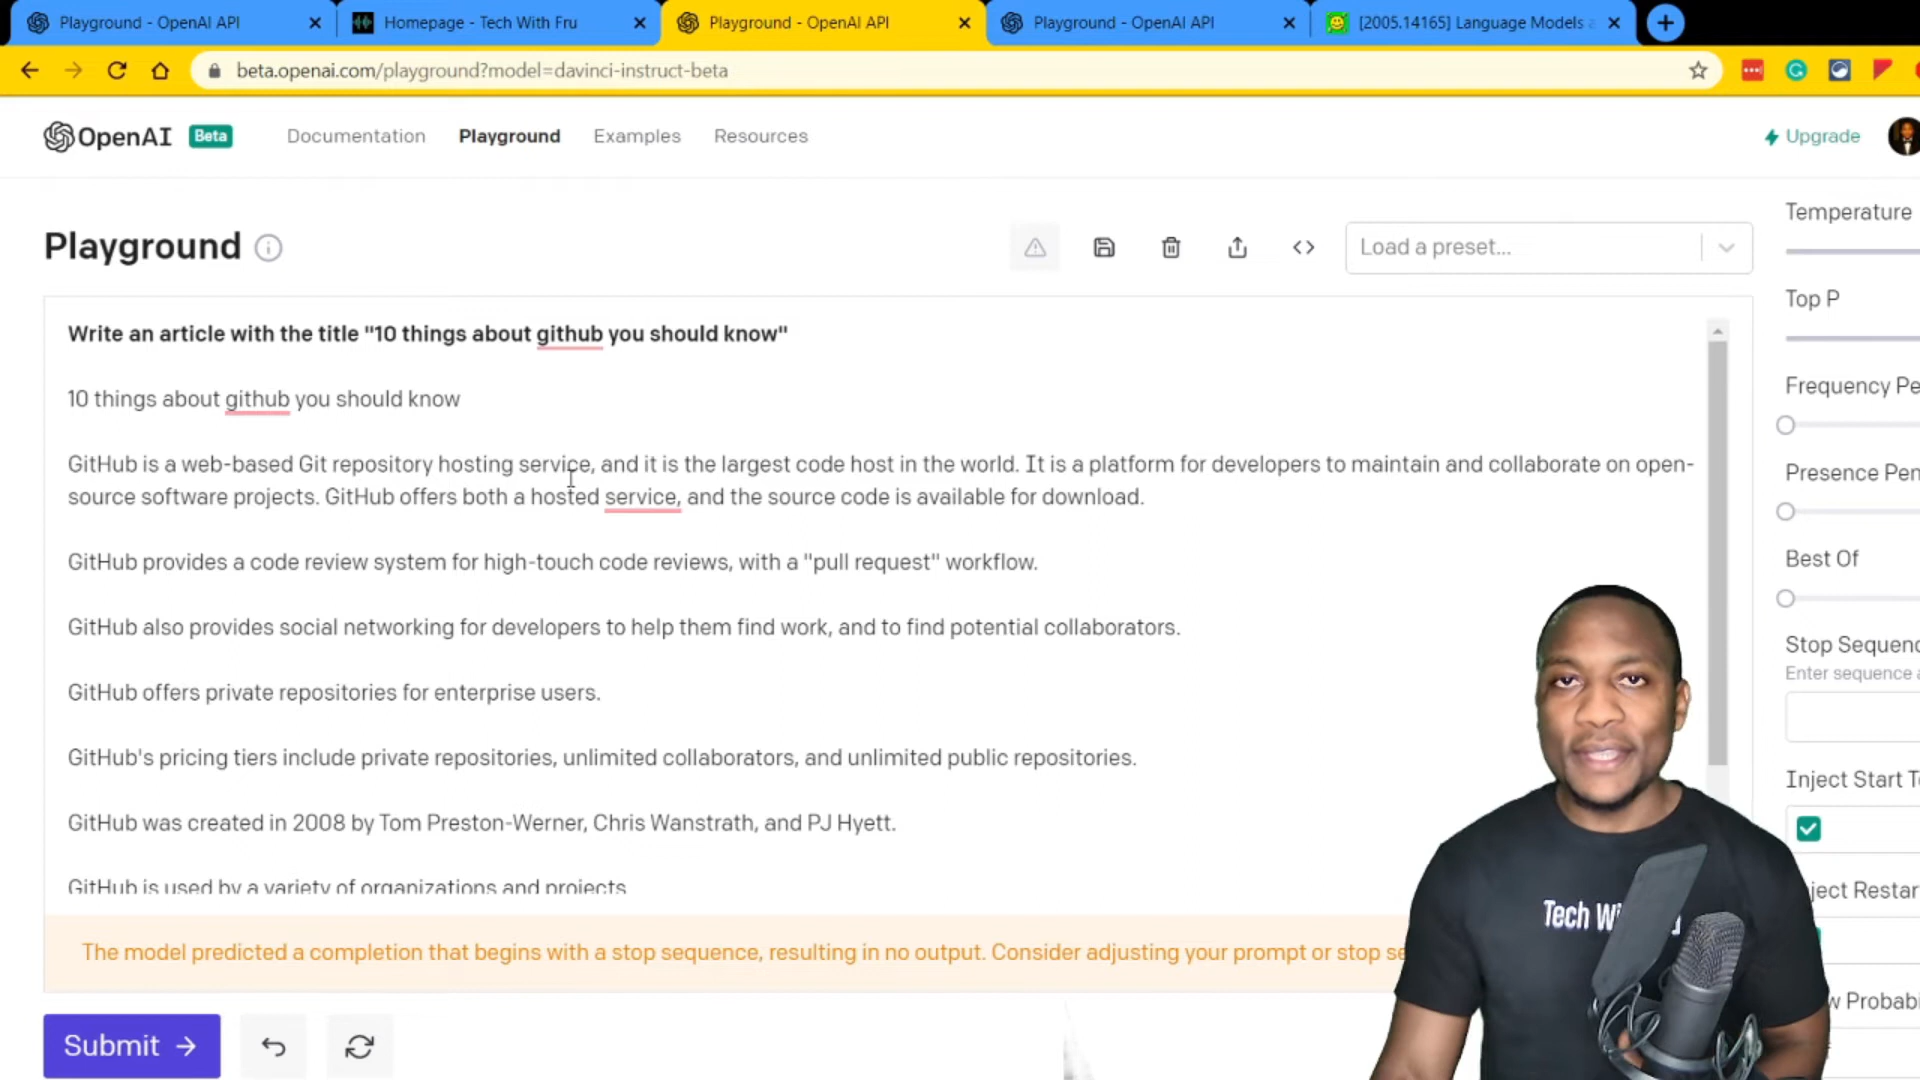 Playground - OpenAI API
Homepage - Tech With Fru
Playground - OpenAI API
Playground - OpenAI API
[2005.14165] Language Models
beta.openai.com/playground?model=davinci-instruct-beta
OpenAI Beta
Documentation
Playground
Examples
Resources
Upgrade
Playground
Load a preset...
Write an article with the title "10 things about github you should know"
10 things about github you should know
GitHub is a web-based Git repository hosting service, and it is the largest code host in the world. It is a platform for developers to maintain and collaborate on open-
source software projects. GitHub offers both a hosted service, and the source code is available for download.
GitHub provides a code review system for high-touch code reviews, with a "pull request" workflow.
GitHub also provides social networking for developers to help them find work, and to find potential collaborators.
GitHub offers private repositories for enterprise users.
GitHub's pricing tiers include private repositories, unlimited collaborators, and unlimited public repositories.
GitHub was created in 2008 by Tom Preston-Werner, Chris Wanstrath, and PJ Hyett.
GitHub is used by a variety of organizations and projects
The model predicted a completion that begins with a stop sequence, resulting in no output. Consider adjusting your prompt or stop se
Submit
Temperature
Top P
Frequency Pe
Presence Pen
Best Of
Stop Sequenc
Enter sequence a
Inject Start T
ject Restar
w Probabi
Tech Wi